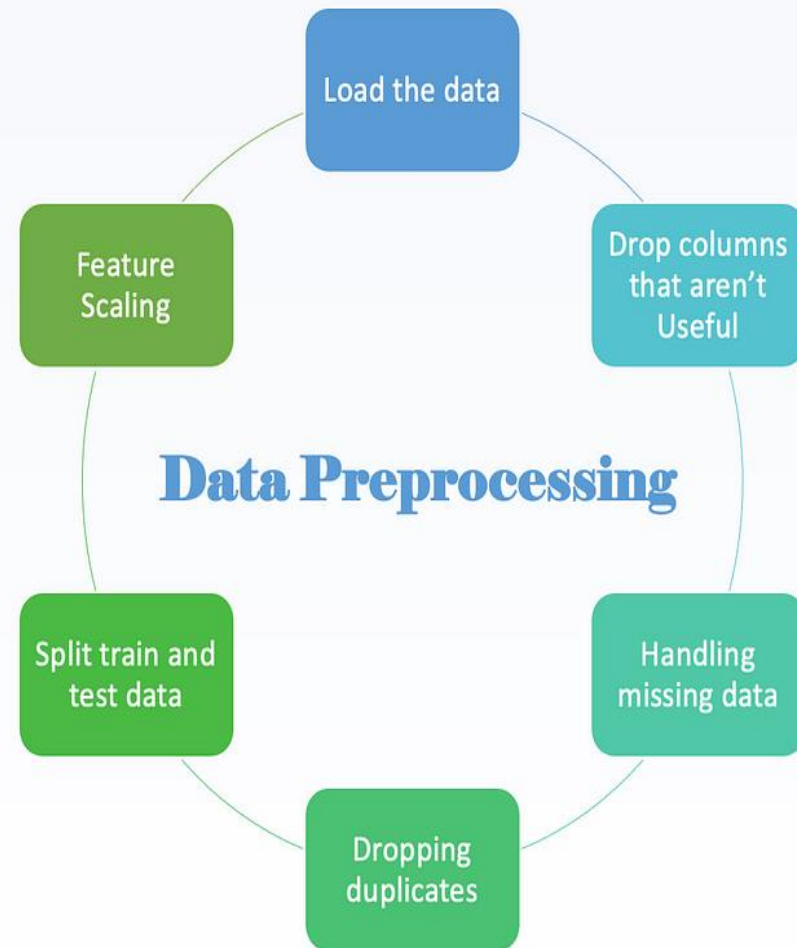 Load the data
Drop columns
that aren’t
Useful
Handling
missing data
Dropping
duplicates
Split train and
test data
Feature
Scaling
Data Preprocessing